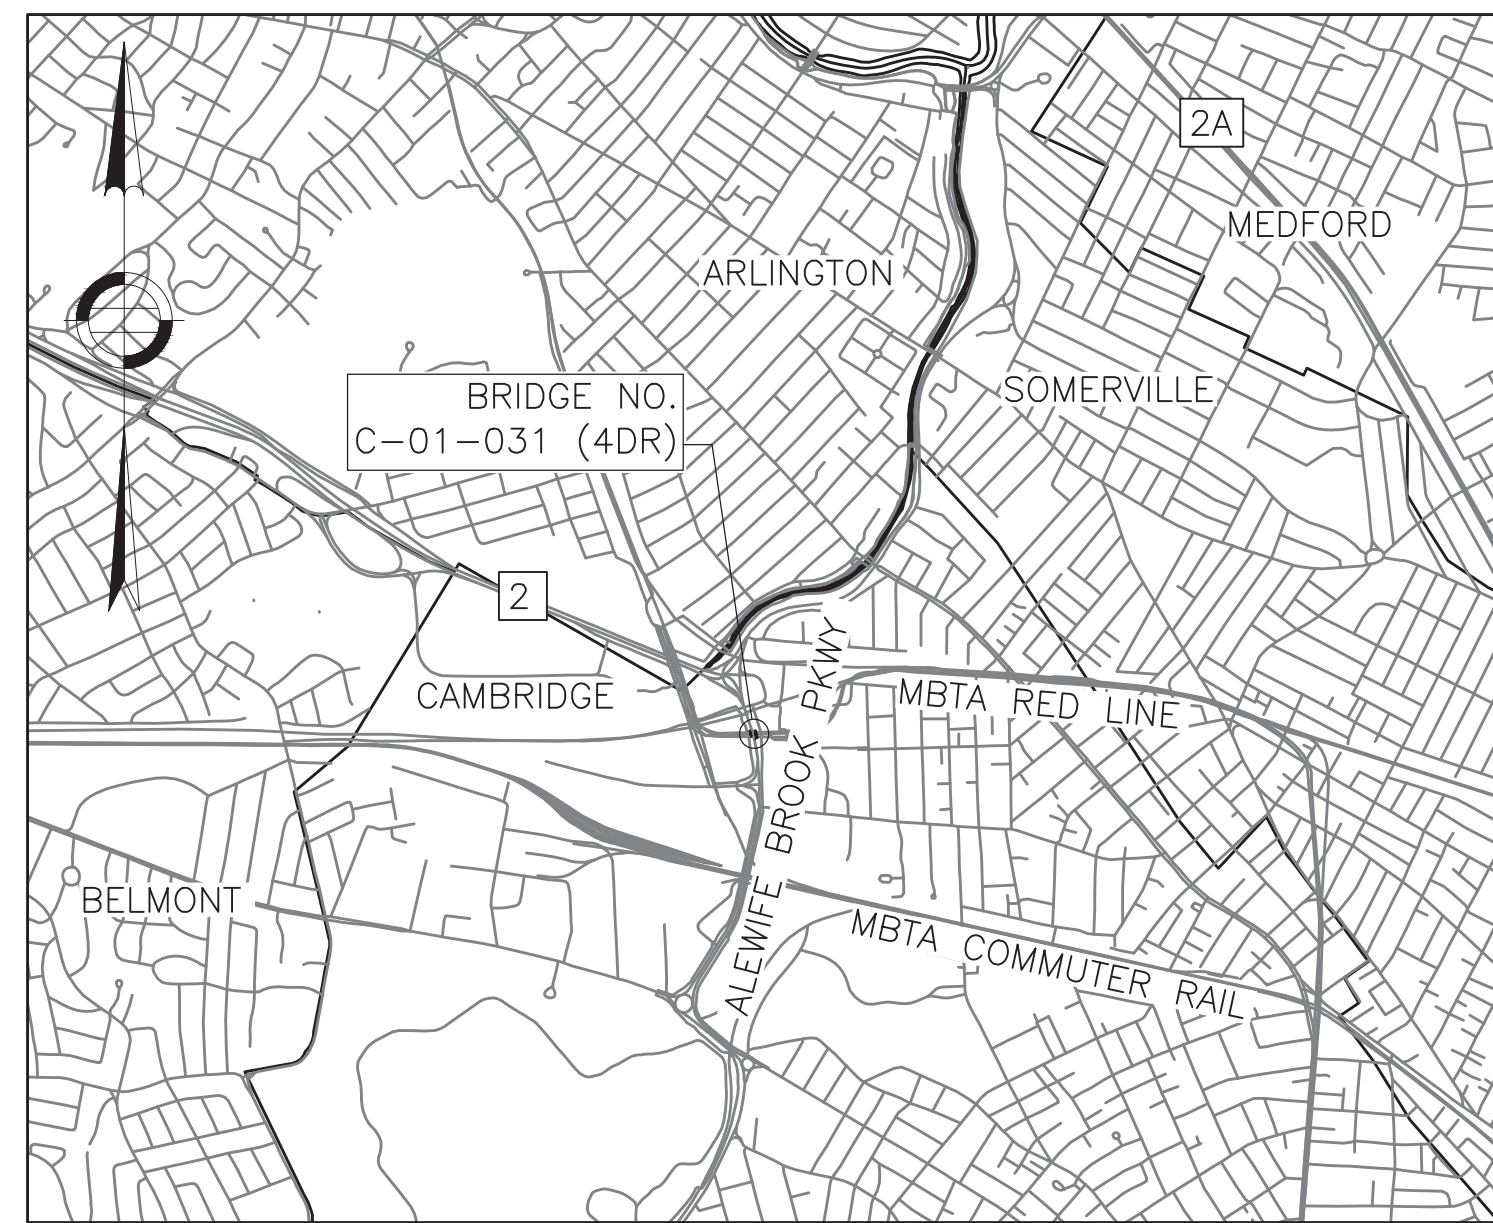 2A
MEDFORD
ARLINGTON
SOMERVILLE
BRIDGE NO.
C-01-031 (4DR)
2
CAMBRIDGE
MBTA RED LINE
ALEWIFE BROOK PKWY
BELMONT
MBTA COMMUTER RAIL